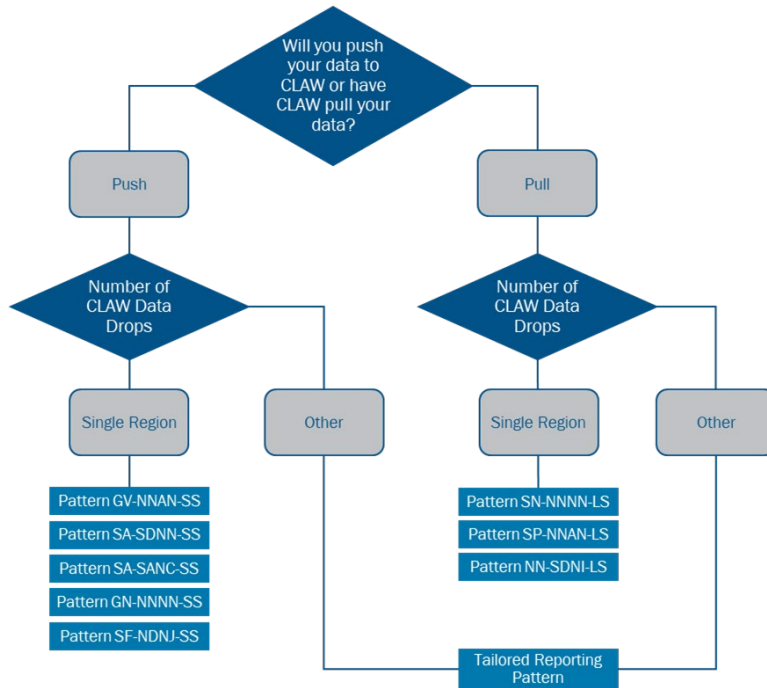 Will you push
your data to
CLAW or have
CLAW pull your
data?
Push
Pull
Number of
CLAW Data
Drops
Number of
CLAW Data
Drops
Single Region
Other
Single Region
Other
Pattern GV-NNAN-SS
Pattern SA-SDNN-SS
Pattern SA-SANC-SS
Pattern GN-NNNN-SS
Pattern SF-NDNJ-SS
Pattern SN-NNNN-LS
Pattern SP-NNAN-LS
Pattern NN-SDNI-LS
Tailored Reporting
Pattern